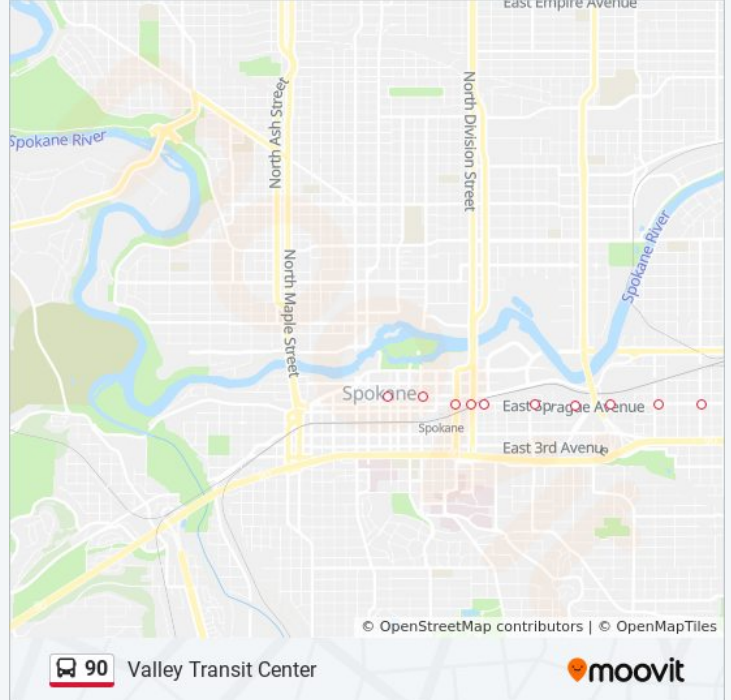 East Empire Avenue
North Ash Street
North Division Street
Spokane River
Spokane River
North Maple Street
Spokane
East Sprague Avenue
Spokane
East 3rd Avenu
© OpenStreetMap contributors | © OpenMapTiles
90 Valley Transit Center
moovit